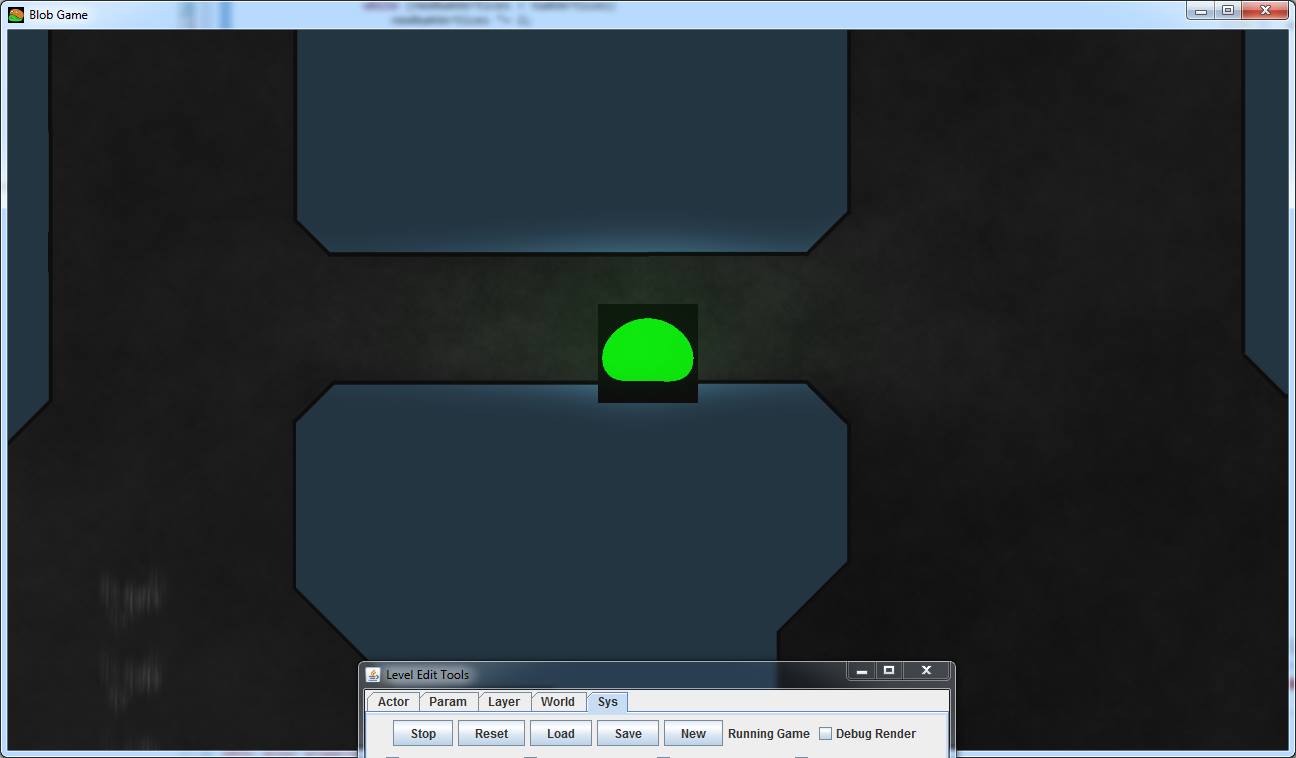 Blob Game
Level Edit Tools
Actor Param Layer World Sys
Stop Reset Load Save New Running Game Debug Render